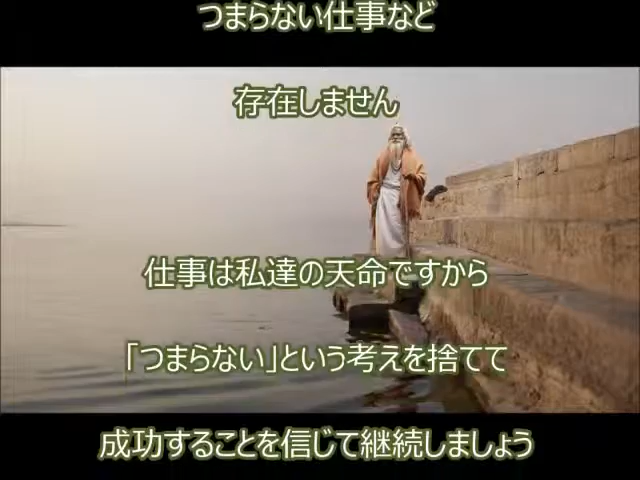 つまらない仕事など
存在しません
仕事は私達の天命ですから
「つまらない」という考えを捨てて
成功することを信じて継続しましょう